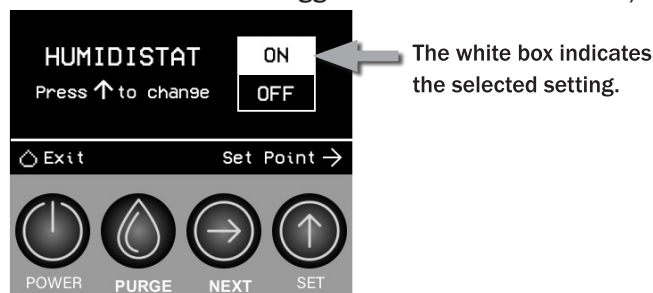 HUMIDISTAT
Press ↑ to change
ON
OFF
The white box indicates
the selected setting.
Exit
Set Point →
POWER
PURGE
NEXT
SET